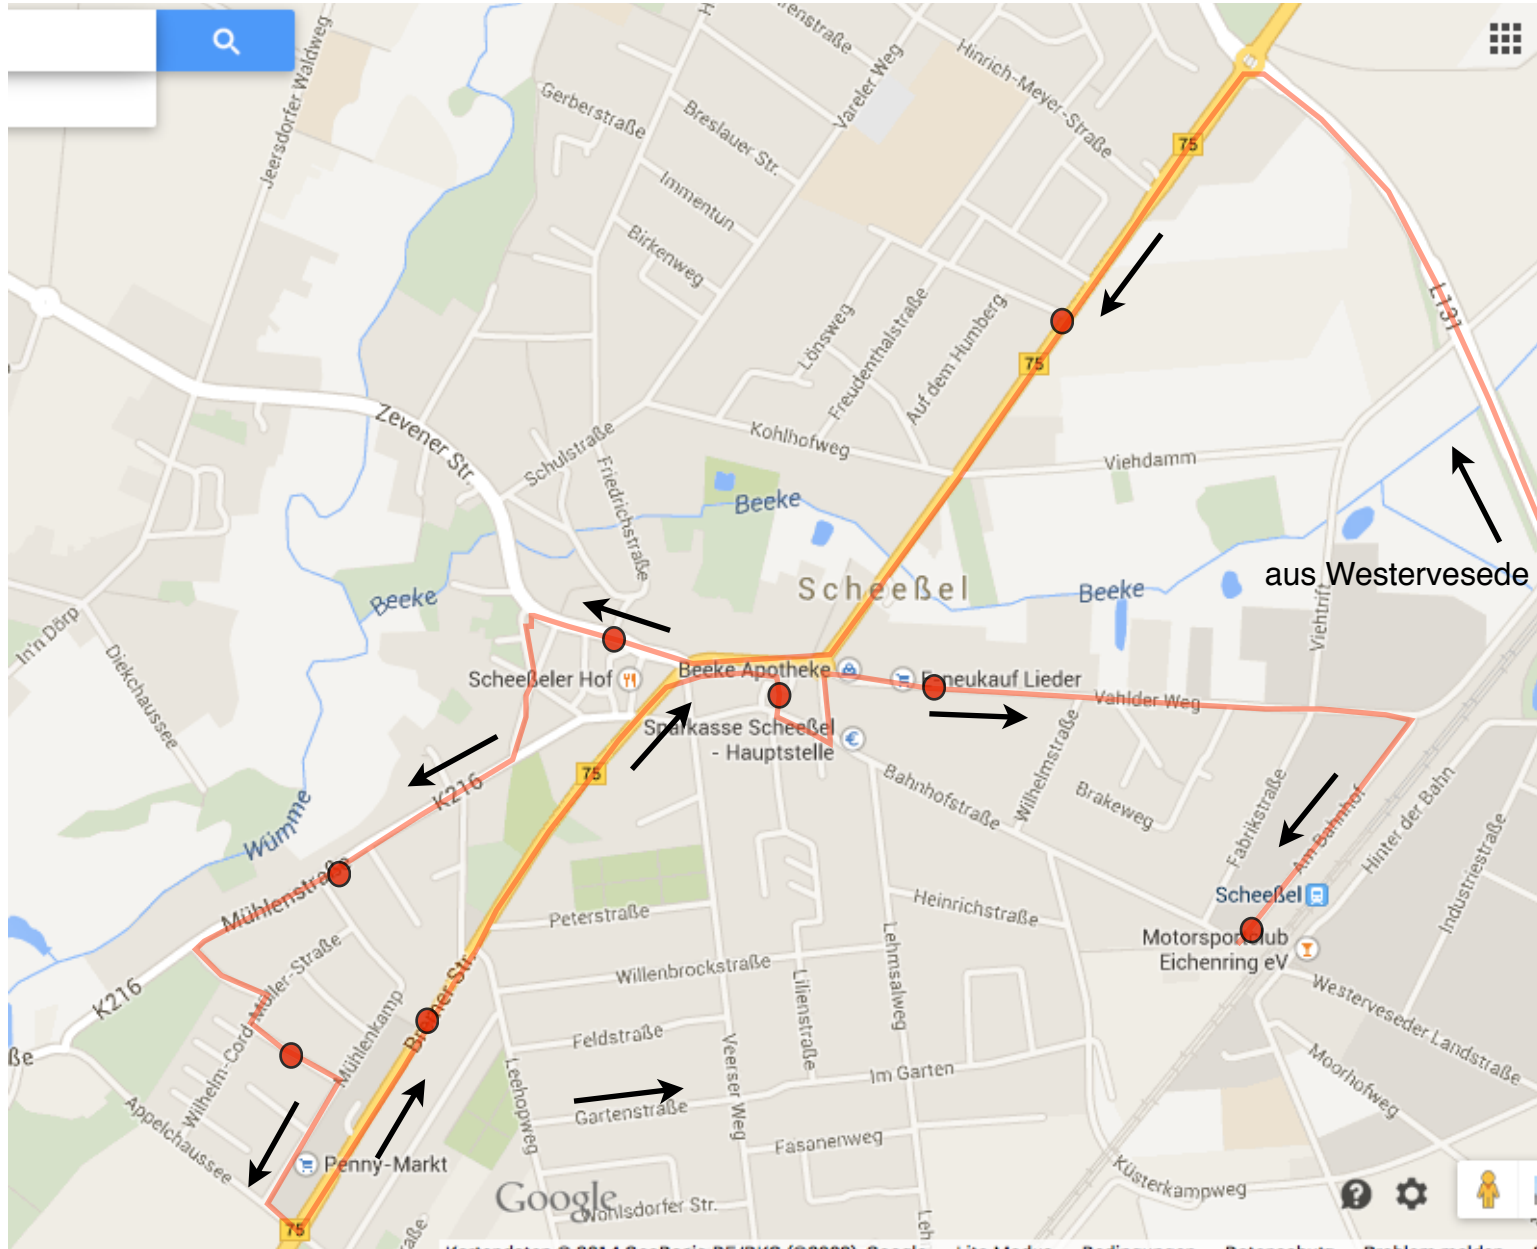 Jeersdorfer Waldweg
Gerberstraße
Breslauer Str.
Vareler Weg
Hinrich-Meyer-Straße
75
Immentun
Birkenweg
L131
Lönsweg
Freudenthalstraße
Auf dem Humberg
75
Zevener Str.
Schulstraße
Kohlhofweg
Viehdamm
Friedrichstraße
Beeke
Scheeßel
aus Westervesede
Beeke
Beeke
Viehtrift
In'n Dörp
Diekchaussee
Scheeßeler Hof
Beeke Apotheke
Vahlder Weg
Sparkasse Scheeßel
- Hauptstelle
75
K216
Wümme
Bahnhofstraße
Wilhelmstraße
Brakeweg
Fabrikstraße
Am Bahnhof
Hinter der Bahn
Industriestraße
Mühlenstraße
Scheeßel
Peterstraße
Heinrichstraße
Motorsportclub
Eichenring eV
Willenbrockstraße
Lilienstraße
Lehmsalweg
K216
Wilhelm-Cord-Müller-Straße
Mühlenkamp
Feldstraße
Veerser Weg
Westerveseder Landstraße
Im Garten
Moorhofweg
Leehopweg
Gartenstraße
Appelchaussee
Fasanenweg
Penny-Markt
Küsterkampweg
Google
Wohlsdorfer Str.
75